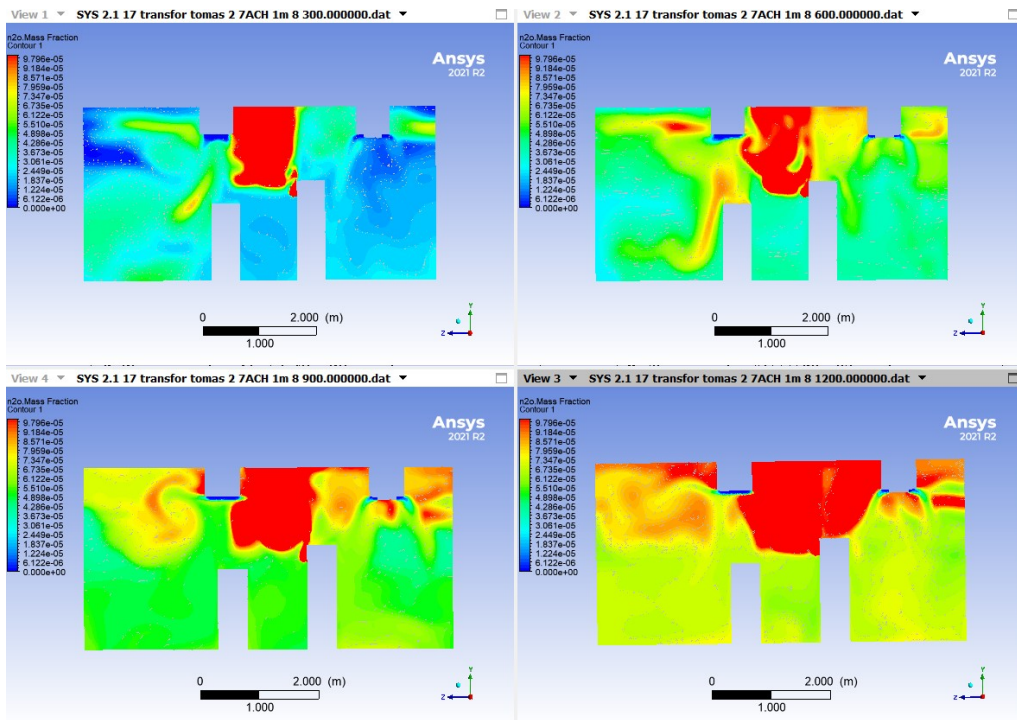 View 1 SYS 2.1 17 transfor tomas 2 7ACH 1m 8 300.000000.dat
n2o.Mass Fraction
Contour 1
9.796e-05
9.184e-05
8.571e-05
7.959e-05
7.347e-05
6.735e-05
6.122e-05
5.510e-05
4.898e-05
4.286e-05
3.673e-05
3.061e-05
2.449e-05
1.837e-05
1.224e-05
6.122e-06
0.000e+00
Ansys
2021 R2
0 2.000 (m)
1.000
Y
Z
View 2 SYS 2.1 17 transfor tomas 2 7ACH 1m 8 600.000000.dat
n2o.Mass Fraction
Contour 1
9.796e-05
9.184e-05
8.571e-05
7.959e-05
7.347e-05
6.735e-05
6.122e-05
5.510e-05
4.898e-05
4.286e-05
3.673e-05
3.061e-05
2.449e-05
1.837e-05
1.224e-05
6.122e-06
0.000e+00
Ansys
2021 R2
0 2.000 (m)
1.000
Y
Z
View 4 SYS 2.1 17 transfor tomas 2 7ACH 1m 8 900.000000.dat
n2o.Mass Fraction
Contour 1
9.796e-05
9.184e-05
8.571e-05
7.959e-05
7.347e-05
6.735e-05
6.122e-05
5.510e-05
4.898e-05
4.286e-05
3.673e-05
3.061e-05
2.449e-05
1.837e-05
1.224e-05
6.122e-06
0.000e+00
Ansys
2021 R2
0 2.000 (m)
1.000
Y
Z
View 3 SYS 2.1 17 transfor tomas 2 7ACH 1m 8 1200.000000.dat
n2o.Mass Fraction
Contour 1
9.796e-05
9.184e-05
8.571e-05
7.959e-05
7.347e-05
6.735e-05
6.122e-05
5.510e-05
4.898e-05
4.286e-05
3.673e-05
3.061e-05
2.449e-05
1.837e-05
1.224e-05
6.122e-06
0.000e+00
Ansys
2021 R2
0 2.000 (m)
1.000
Y
Z